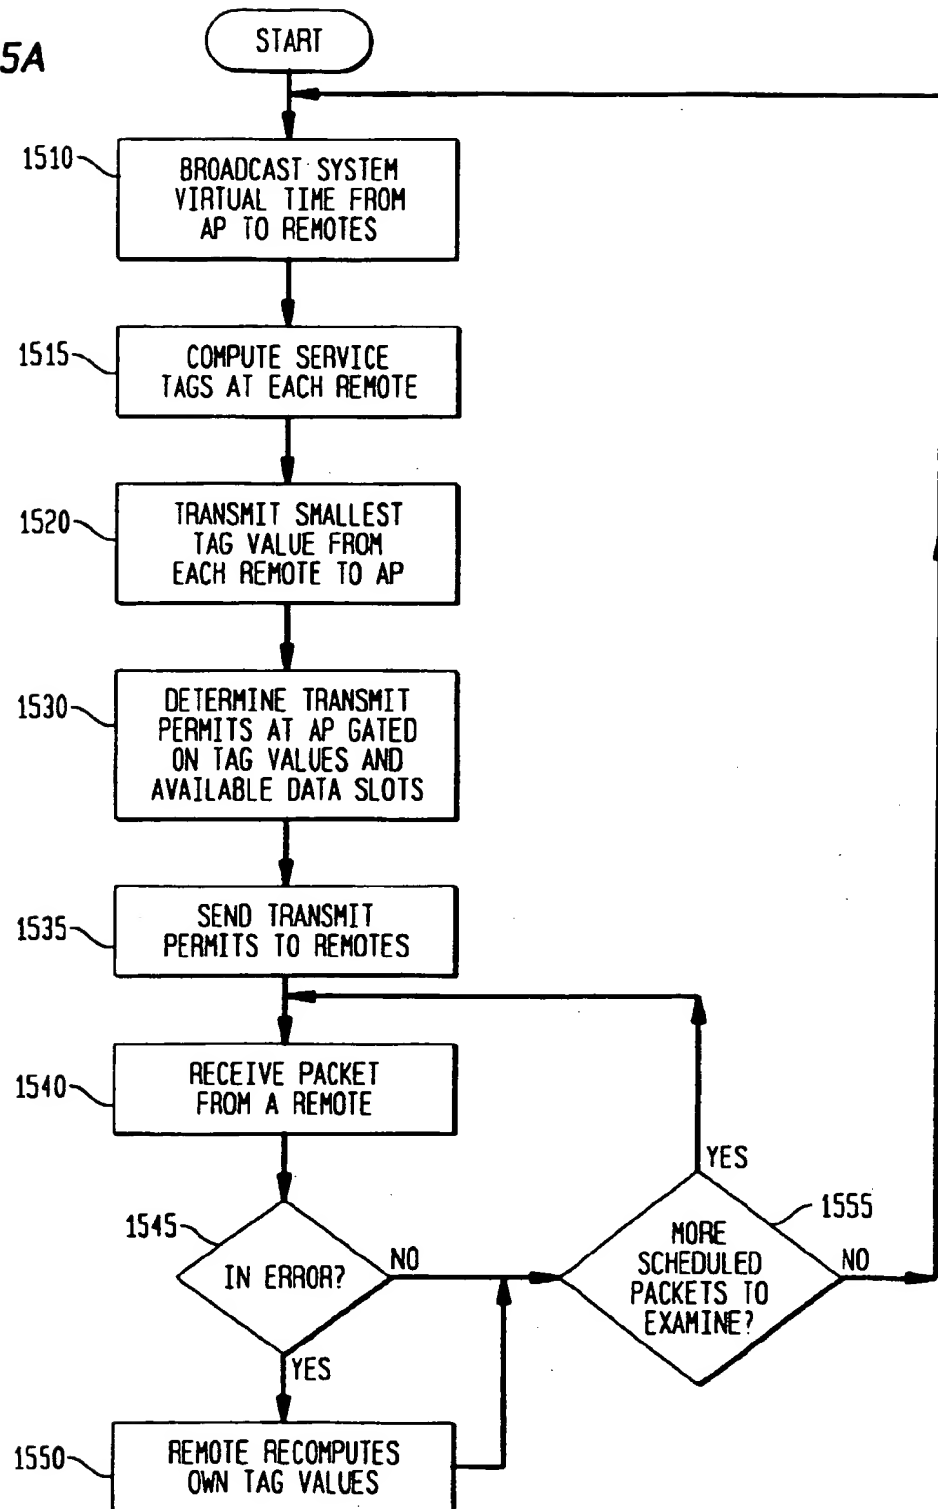 5A
START
1510
BROADCAST SYSTEM
VIRTUAL TIME FROM
AP TO REMOTES
1515
COMPUTE SERVICE
TAGS AT EACH REMOTE
1520
TRANSMIT SMALLEST
TAG VALUE FROM
EACH REMOTE TO AP
1530
DETERMINE TRANSMIT
PERMITS AT AP GATED
ON TAG VALUES AND
AVAILABLE DATA SLOTS
1535
SEND TRANSMIT
PERMITS TO REMOTES
1540
RECEIVE PACKET
FROM A REMOTE
1545
IN ERROR?
NO
YES
1550
REMOTE RECOMPUTES
OWN TAG VALUES
1555
MORE
SCHEDULED
PACKETS TO
EXAMINE?
YES
NO